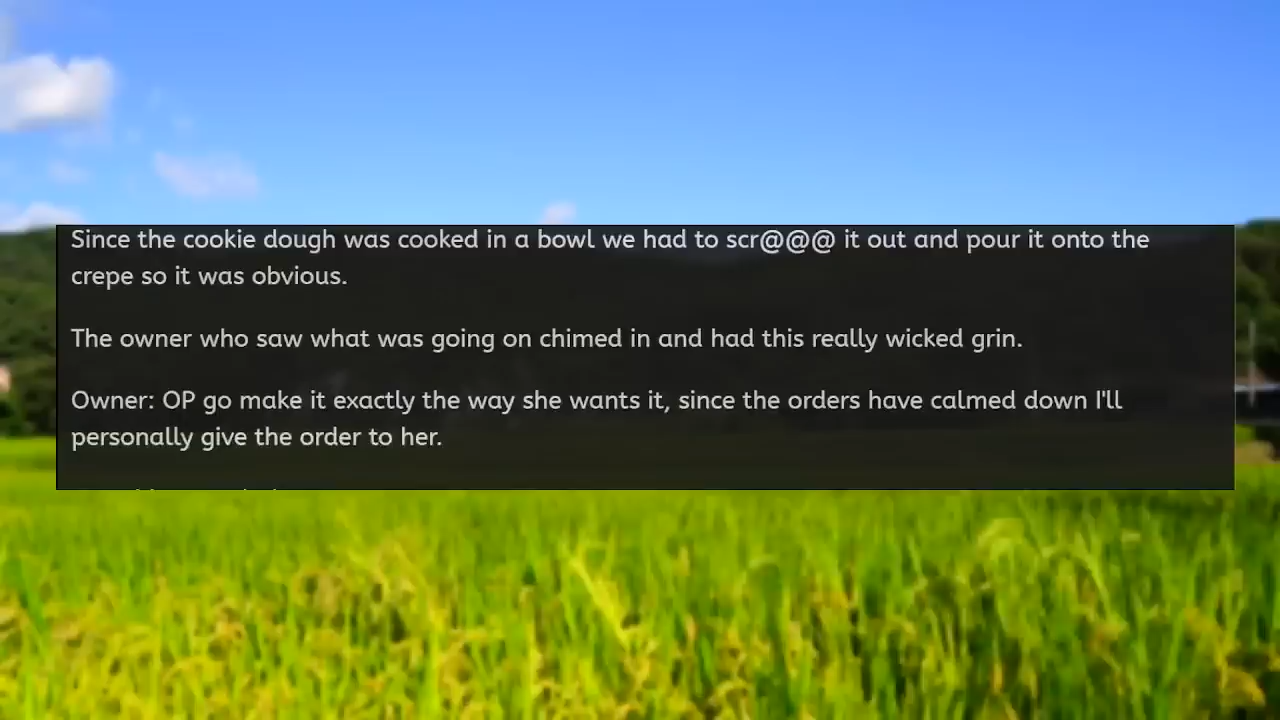 Since the cookie dough was cooked in a bowl we had to scr@@@ it out and pour it onto the
crepe so it was obvious.
The owner who saw what was going on chimed in and had this really wicked grin.
Owner: OP go make it exactly the way she wants it, since the orders have calmed down I'll
personally give the order to her.